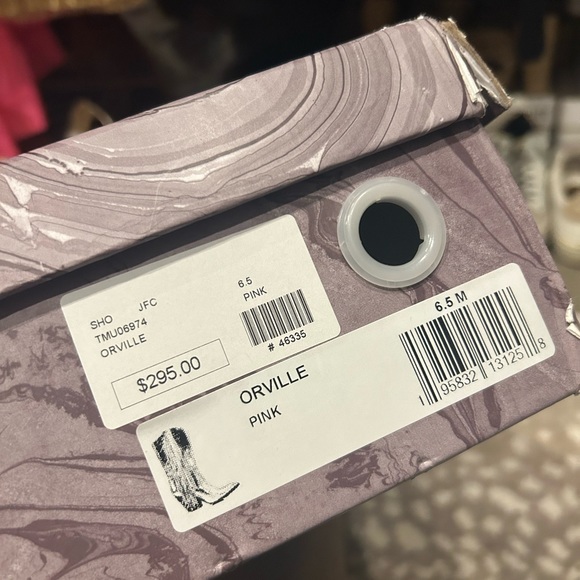 SHO JFC
TMU06974
ORVILLE
6.5
PINK
# 46335
$295.00
ORVILLE
PINK
6.5 M
1 95832 13125 8